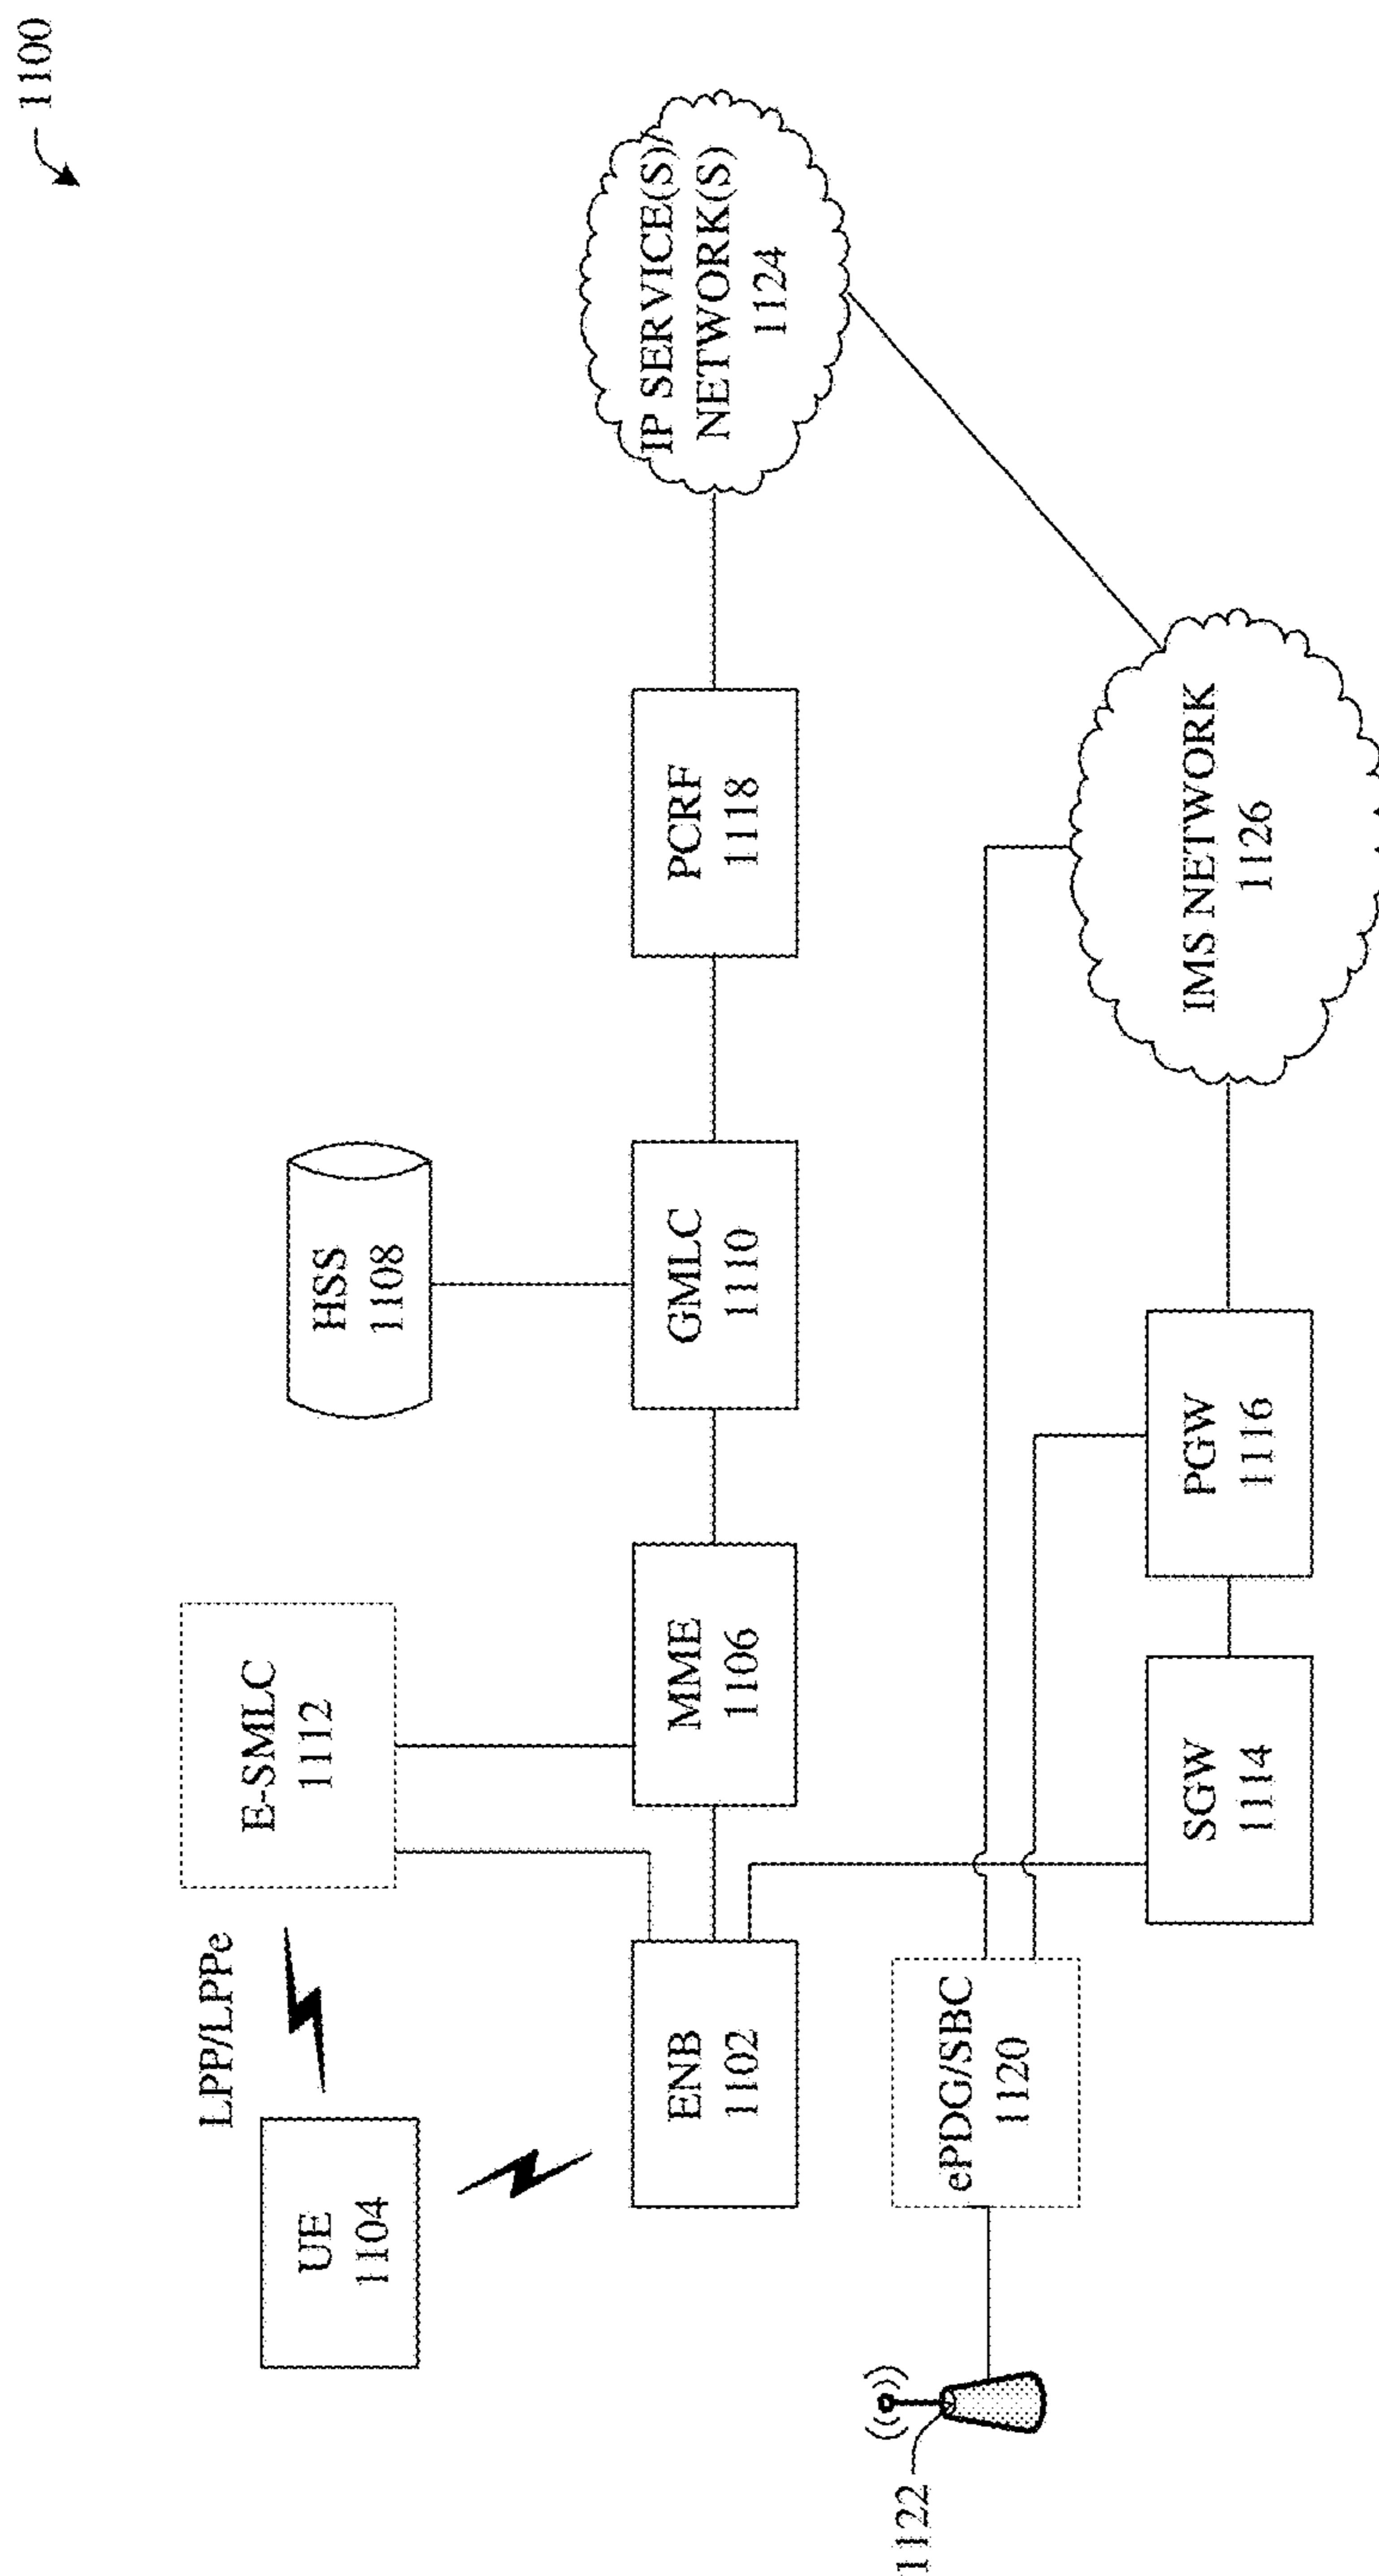 1100
LPP/LPPe
E-SMLC
1112
HSS
1108
UE
1104
ENB
1102
MME
1106
GMLC
1110
PCRF
1118
IP SERVICE(S)/
NETWORK(S)
1124
1122
ePDG/SBC
1120
SGW
1114
PGW
1116
IMS NETWORK
1126